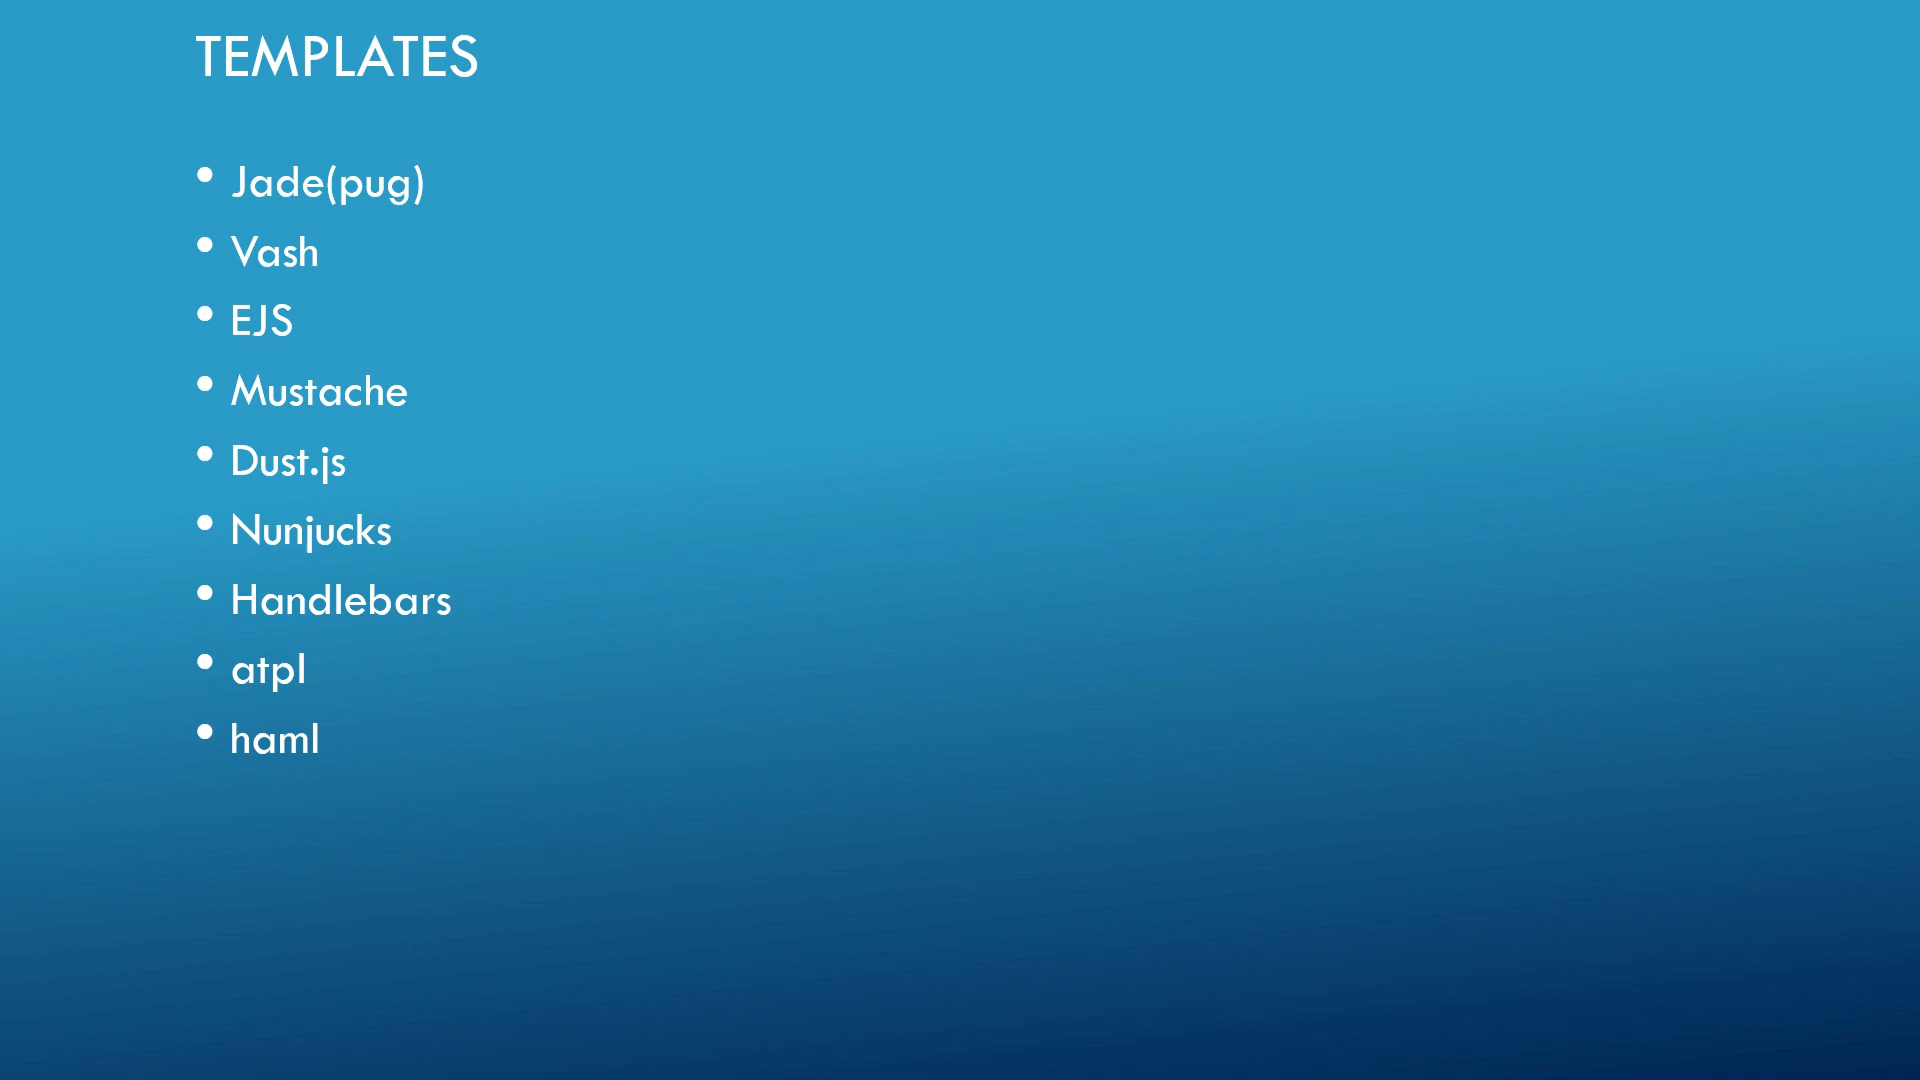 TEMPLATES
• Jade(pug)
• Vash
• EJS
• Mustache
• Dust.js
• Nunjucks
• Handlebars
• atpl
• haml